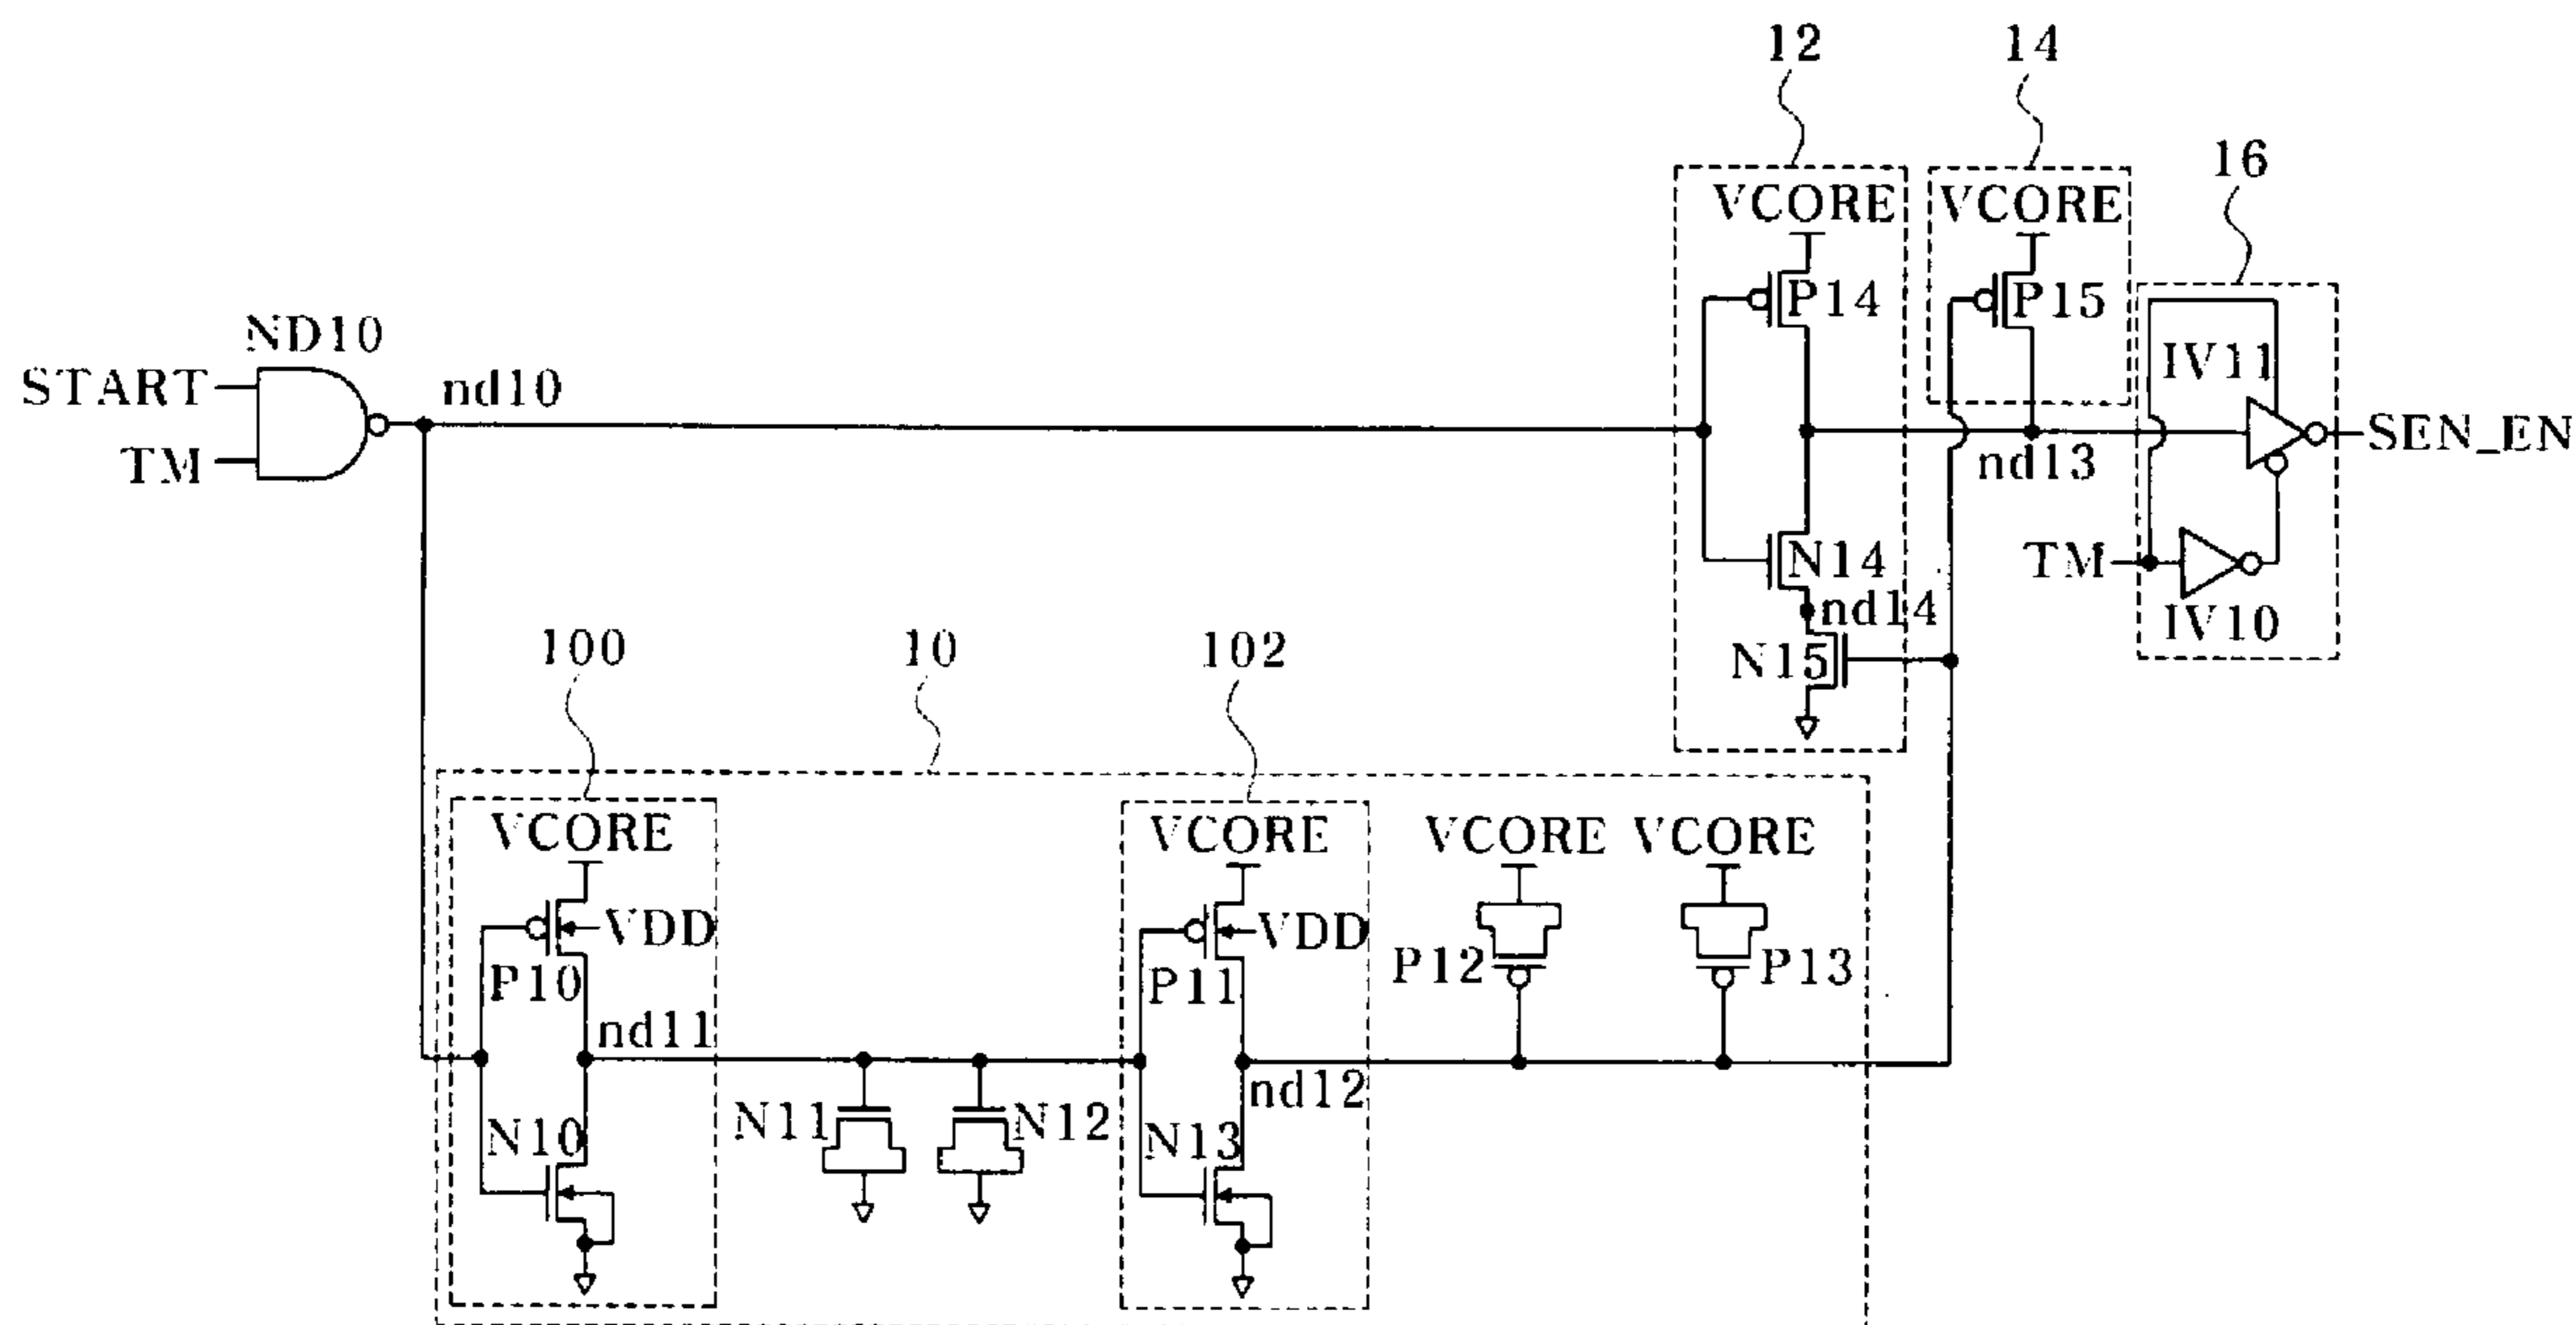 12
14
16
VCORE
VCORE
P14
P15
ND10
START
nd10
TM
IV11
SEN_EN
nd13
N14
nd14
TM
N15
IV10
100
10
102
VCORE
VCORE
VCORE
VCORE
VDD
VDD
P10
P11
P12
P13
nd11
nd12
N10
N11
N12
N13